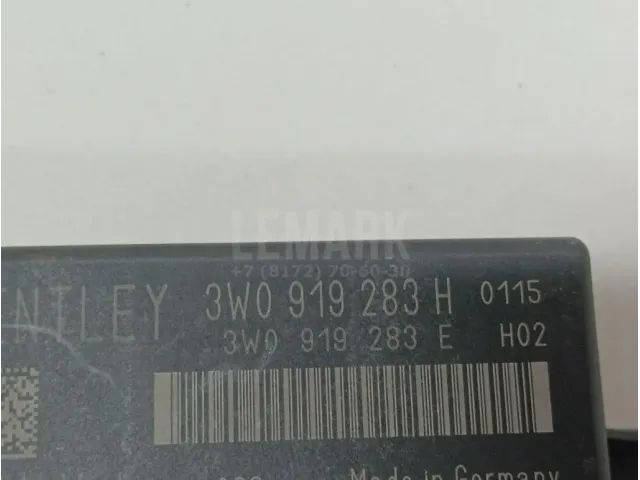 LEMARK
+7 (8172) 70-60-30
NTLEY 3W0 919 283 H 0115
3W0 919 283 E H02
Made in Germany